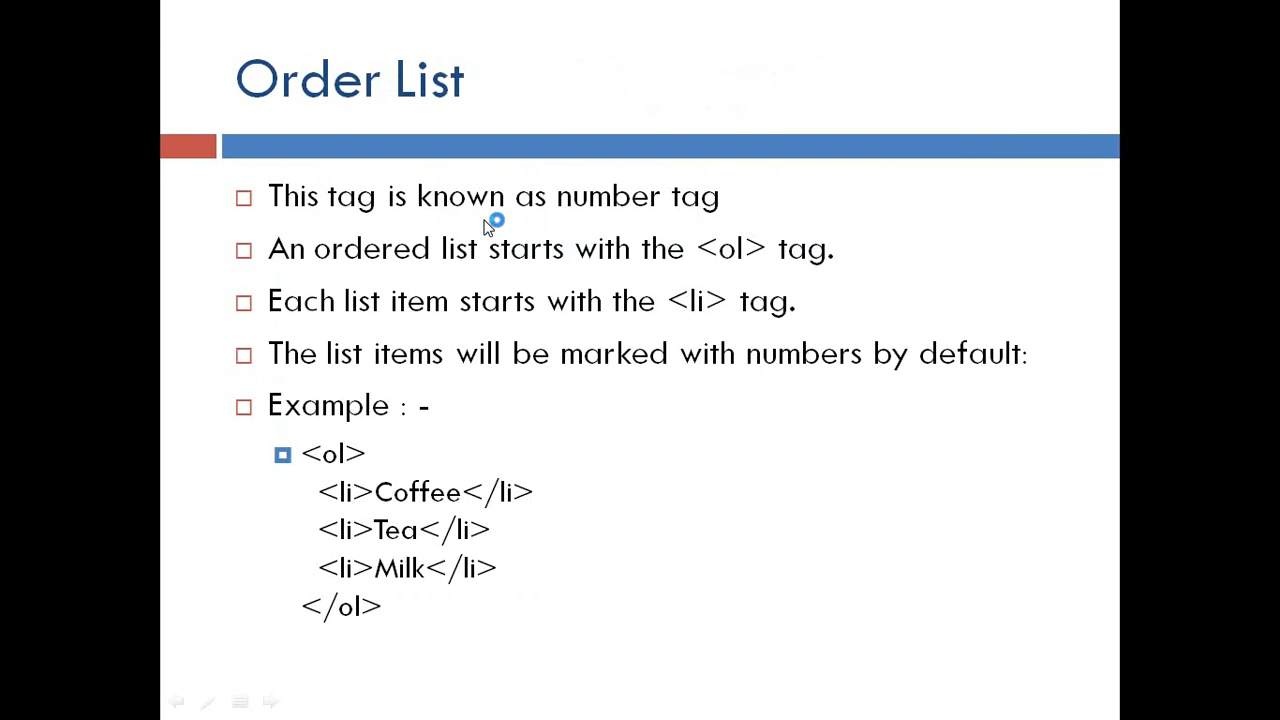 Order List
This tag is known as number tag
An ordered list starts with the <ol> tag.
Each list item starts with the <li> tag.
The list items will be marked with numbers by default:
Example : -
<ol>
<li>Coffee</li>
<li>Tea</li>
<li>Milk</li>
</ol>